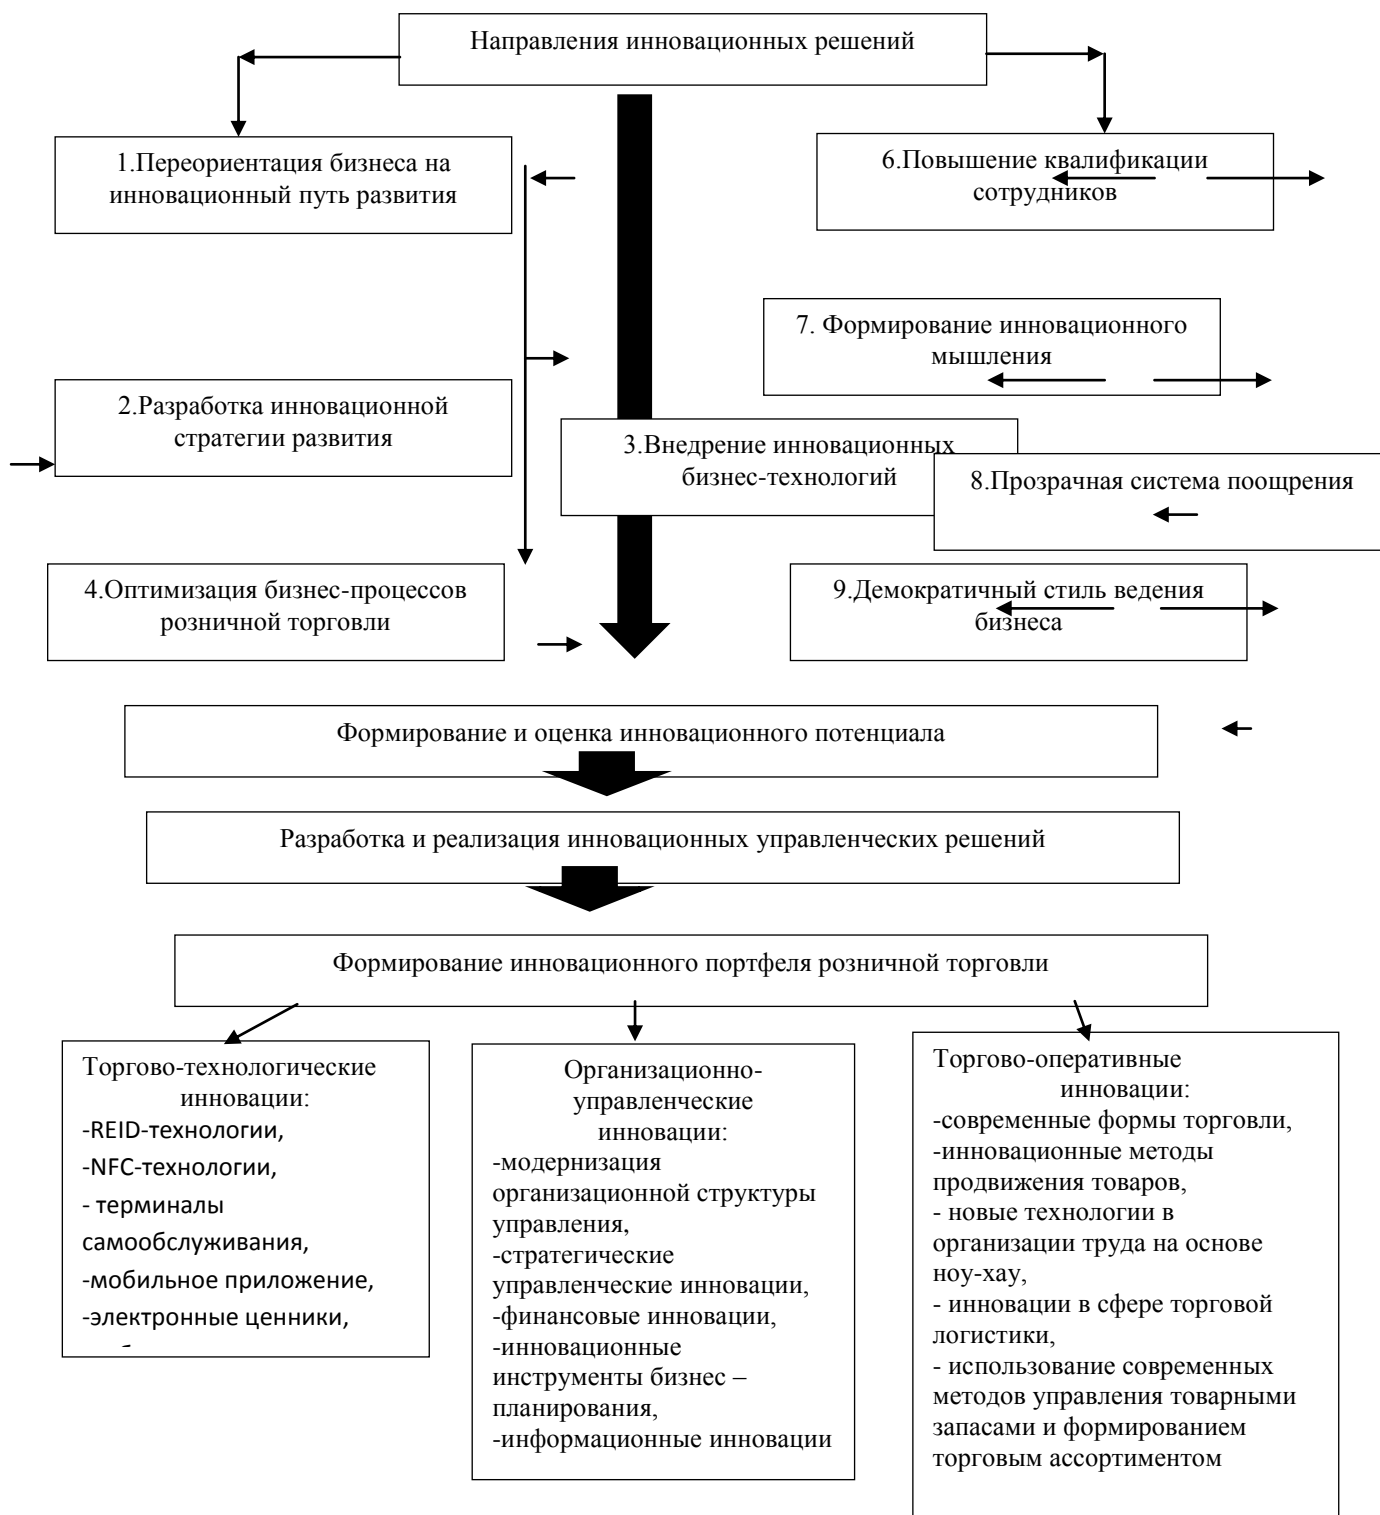 Направления инновационных решений
1.Переориентация бизнеса на
инновационный путь развития
6.Повышение квалификации
сотрудников
7. Формирование инновационного
мышления
2.Разработка инновационной
стратегии развития
3.Внедрение инновационных
бизнес-технологий
8.Прозрачная система поощрения
4.Оптимизация бизнес-процессов
розничной торговли
9.Демократичный стиль ведения
бизнеса
Формирование и оценка инновационного потенциала
Разработка и реализация инновационных управленческих решений
Формирование инновационного портфеля розничной торговли
Торгово-технологические
инновации:
-REID-технологии,
-NFC-технологии,
- терминалы
самообслуживания,
-мобильное приложение,
-электронные ценники,
Организационно-
управленческие
инновации:
-модернизация
организационной структуры
управления,
-стратегические
управленческие инновации,
-финансовые инновации,
-инновационные
инструменты бизнес –
планирования,
-информационные инновации
Торгово-оперативные
инновации:
-современные формы торговли,
-инновационные методы
продвижения товаров,
- новые технологии в
организации труда на основе
ноу-хау,
- инновации в сфере торговой
логистики,
- использование современных
методов управления товарными
запасами и формированием
торговым ассортиментом